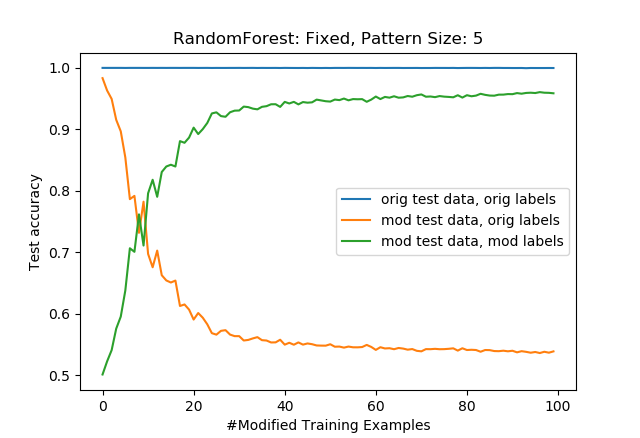 RandomForest: Fixed, Pattern Size: 5
1.0
0.9
0.8
0.7
0.6
0.5
Test accuracy
orig test data, orig labels
mod test data, orig labels
mod test data, mod labels
0 20 40 60 80 100
#Modified Training Examples